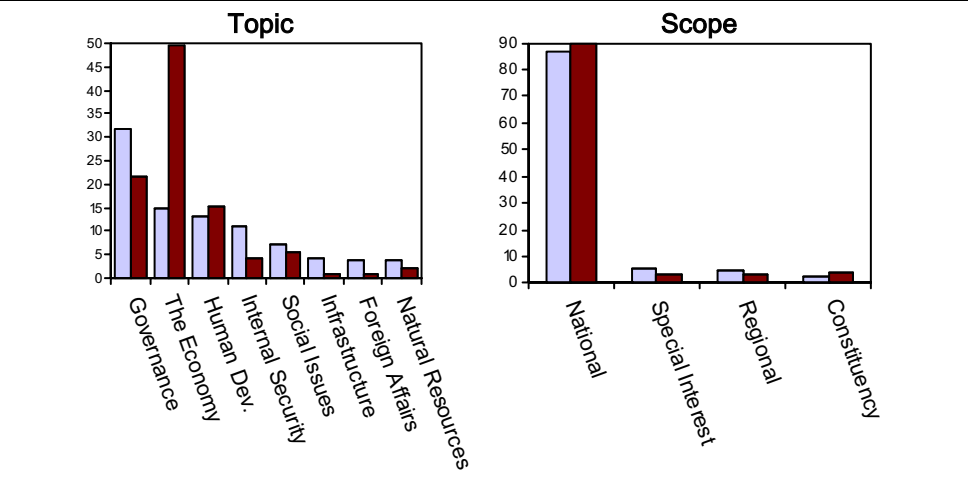 Topic
50
45
40
35
30
25
20
15
10
5
0
Governance
The Economy
Human Dev.
Internal Security
Social Issues
Infrastructure
Foreign Affairs
Natural Resources
Scope
90
80
70
60
50
40
30
20
10
0
National
Special Interest
Regional
Constituency